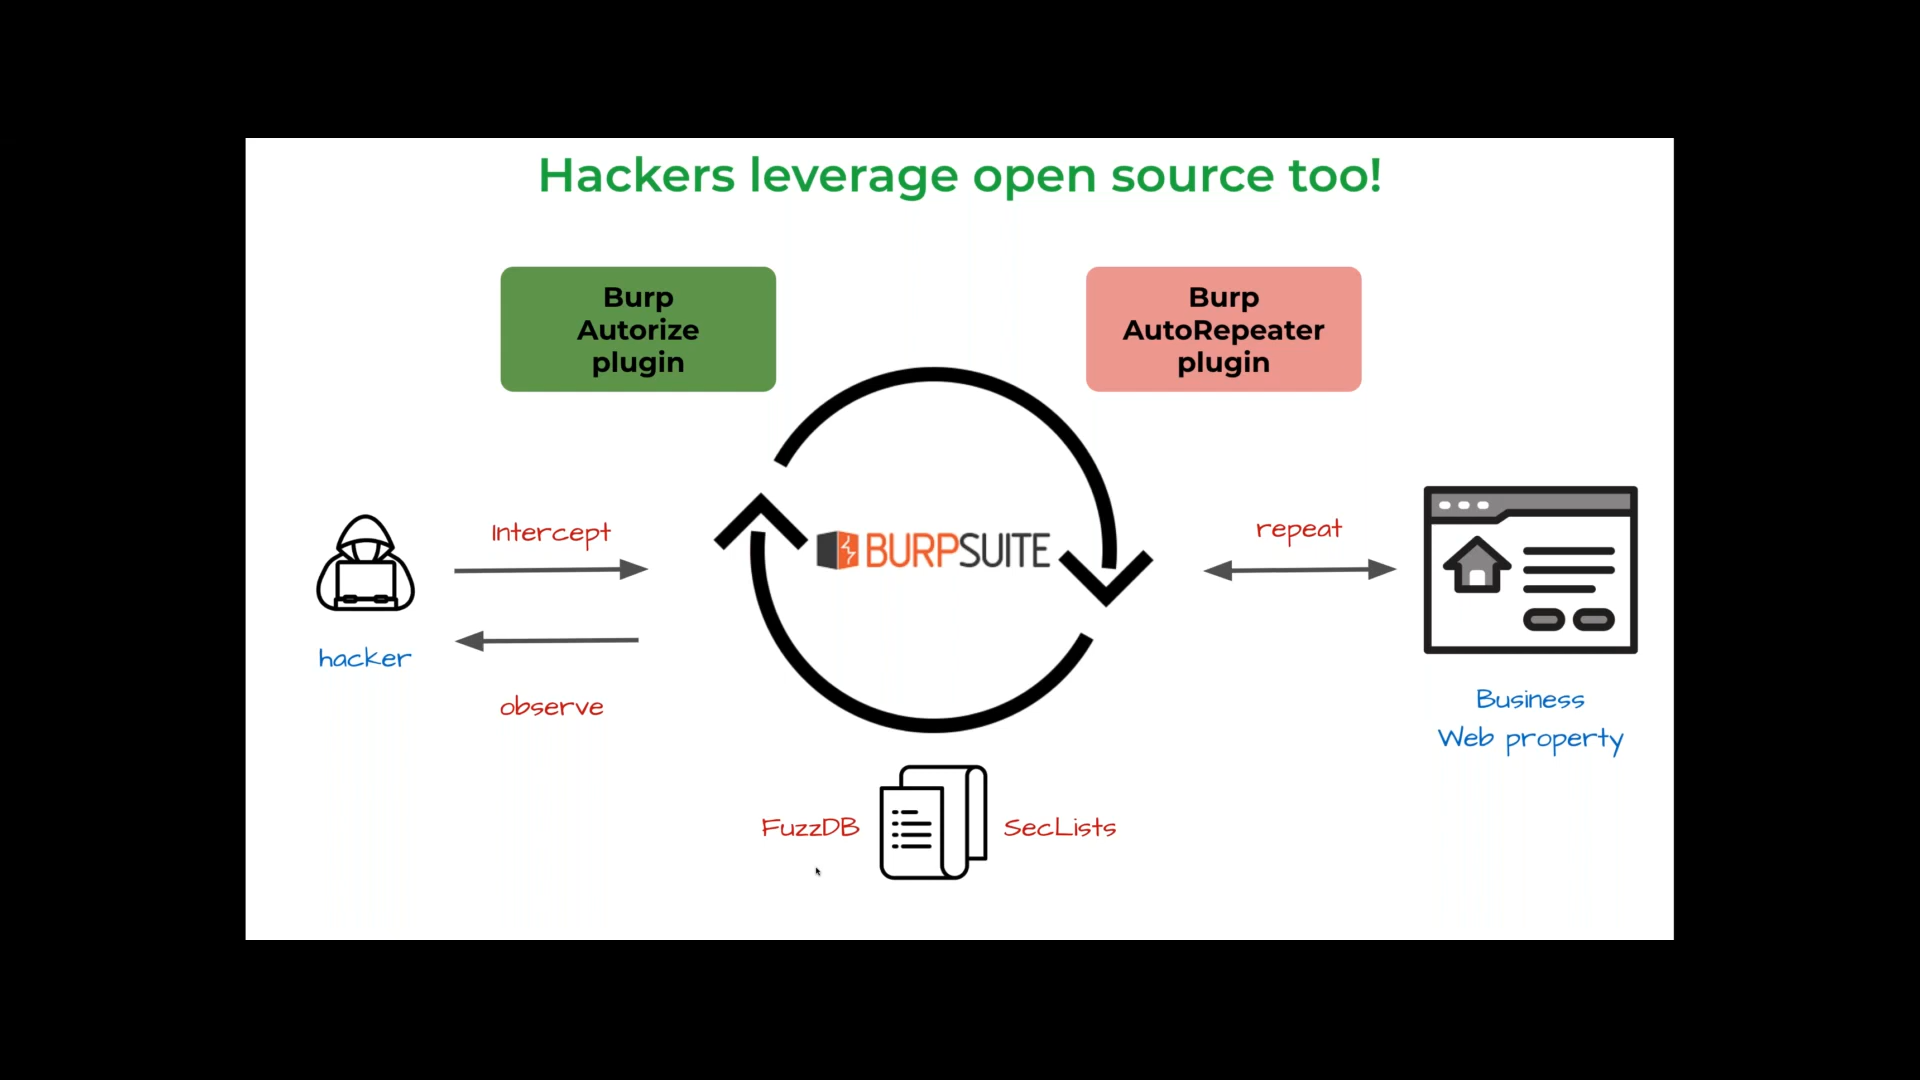 Hackers leverage open source too!
Burp
Autorize
plugin
Burp
AutoRepeater
plugin
Intercept
BURPSUITE
repeat
hacker
observe
Business
Web property
FuzzDB
SecLists